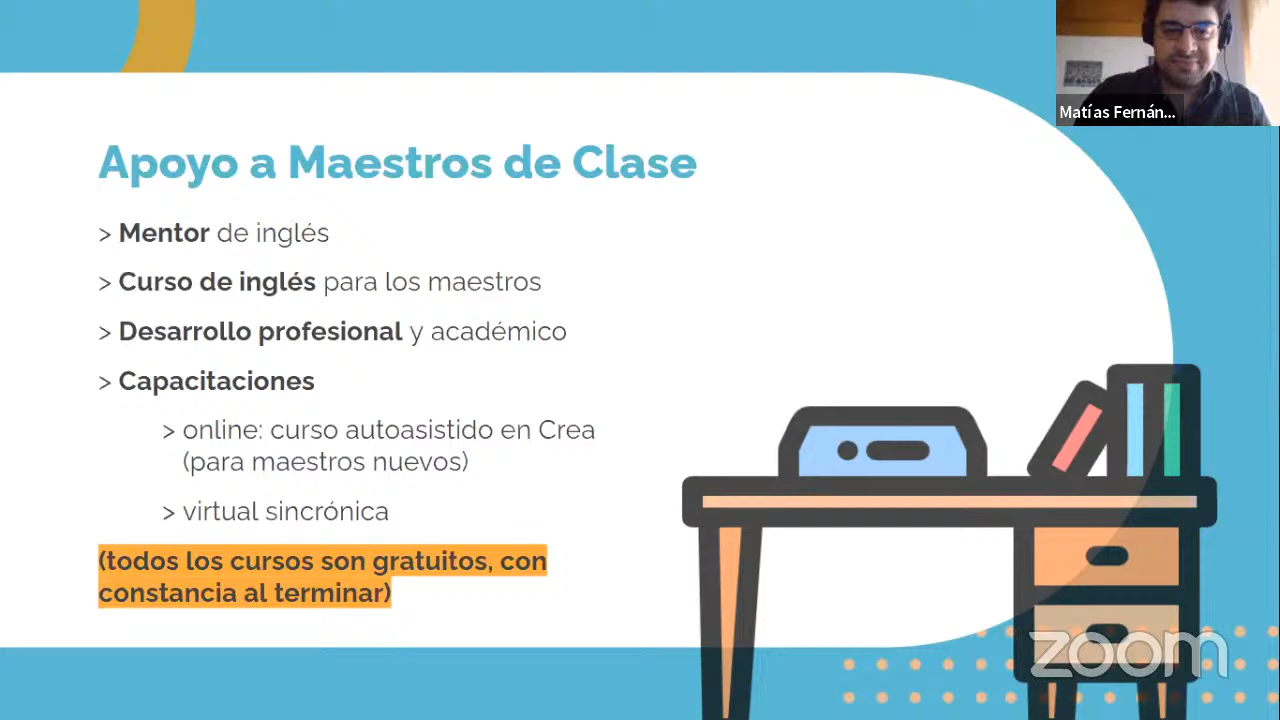 Matías Fernán...
Apoyo a Maestros de Clase
> Mentor de inglés
> Curso de inglés para los maestros
> Desarrollo profesional y académico
> Capacitaciones
> online: curso autoasistido en Crea
(para maestros nuevos)
> virtual sincrónica
(todos los cursos son gratuitos, con
constancia al terminar)
zoom